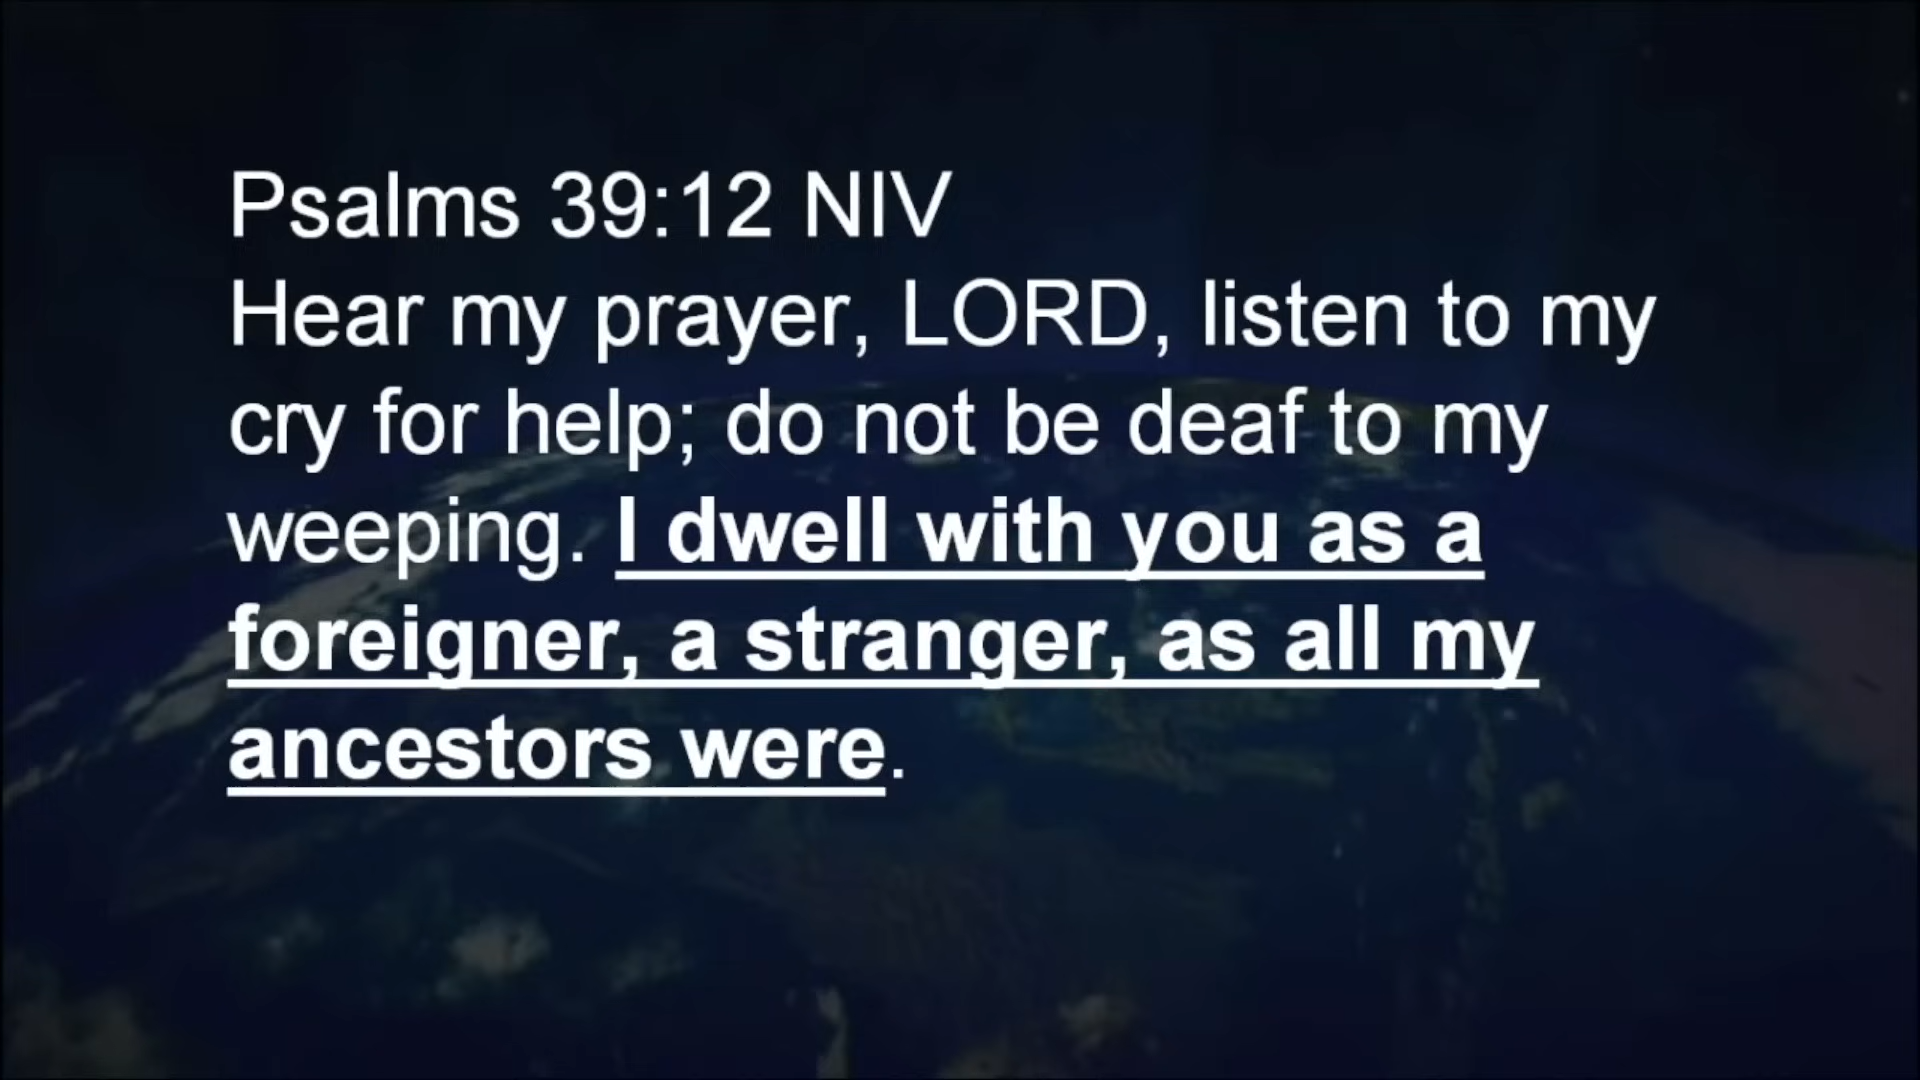 Psalms 39:12 NIV
Hear my prayer, LORD, listen to my
cry for help; do not be deaf to my
weeping. I dwell with you as a
foreigner, a stranger, as all my
ancestors were.